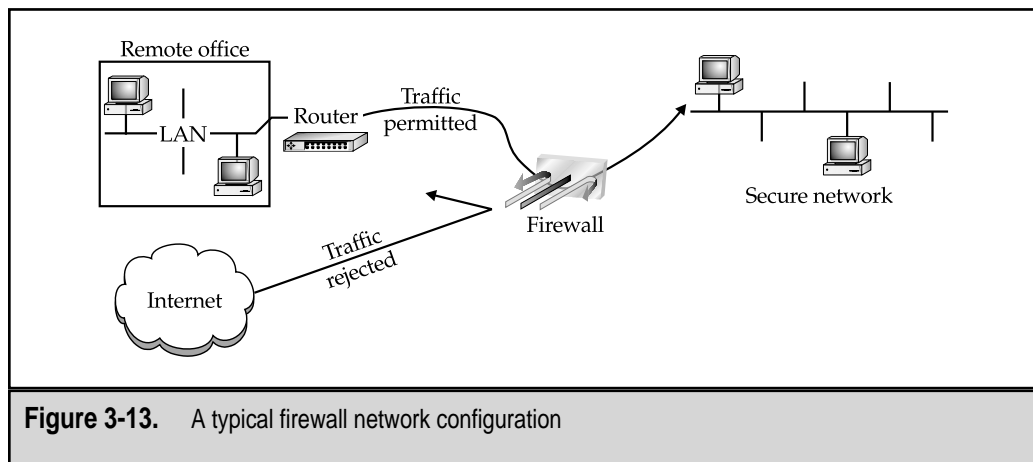 Remote office
LAN
Router
Traffic
permitted
Firewall
Secure network
Traffic
rejected
Internet
Figure 3-13. A typical firewall network configuration